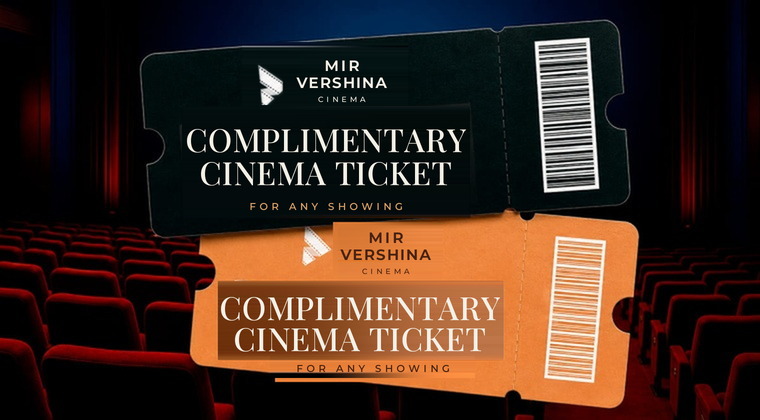 MIR
VERSHINA
CINEMA
COMPLIMENTARY
CINEMA TICKET
FOR ANY SHOWING
MIR
VERSHINA
CINEMA
COMPLIMENTARY
CINEMA TICKET
FOR ANY SHOWING